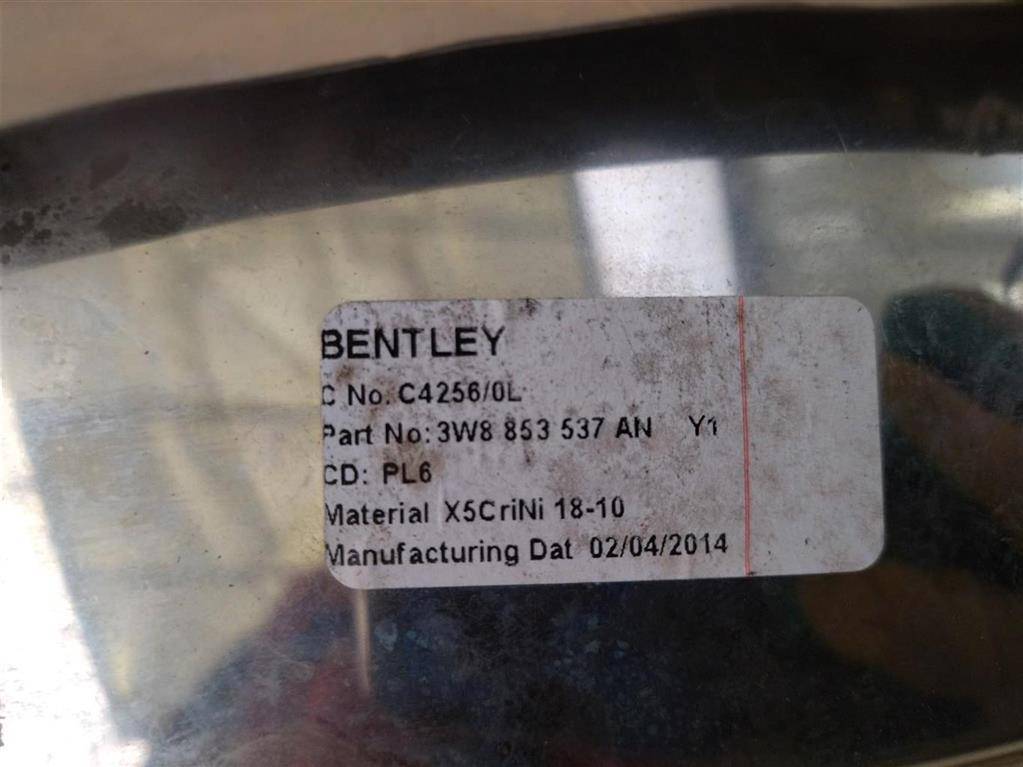 BENTLEY
C No. C4256/0L
Part No: 3W8 853 537 AN Y1
CD: PL6
Material X5CriNi 18-10
Manufacturing Dat 02/04/2014